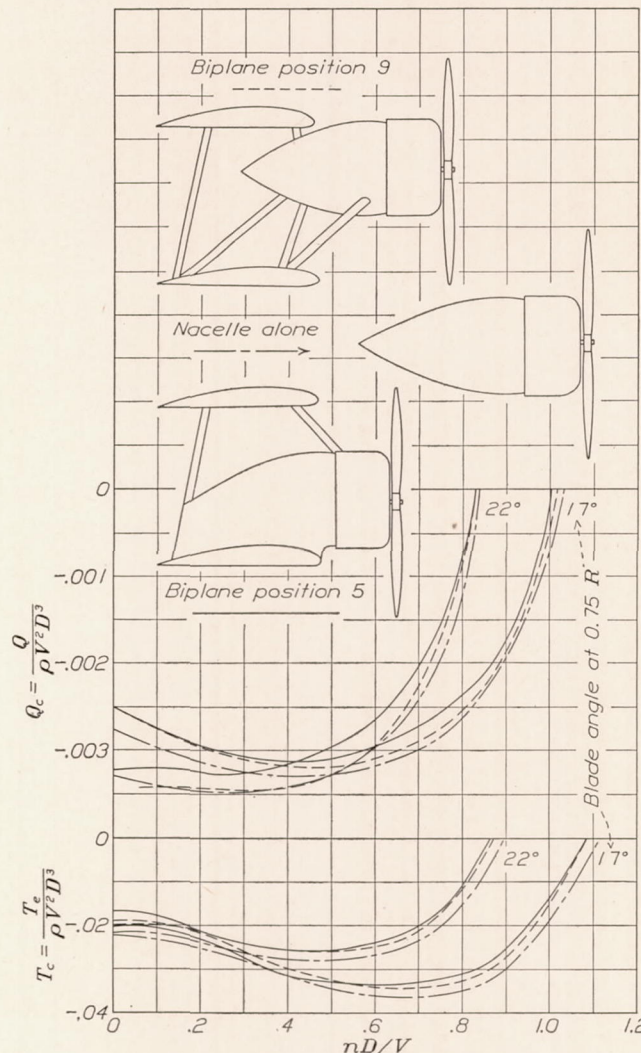 Biplane position 9
Nacelle alone
0
22°
17°
-.001
Biplane position 5
Q_c = Q/ρV²D³
-.002
-.003
Blade angle at 0.75 R
0
22°
17°
T_c = T_e/ρV²D³
-.02
-.04
0 .2 .4 .6 .8 1.0 1.2
nD/V